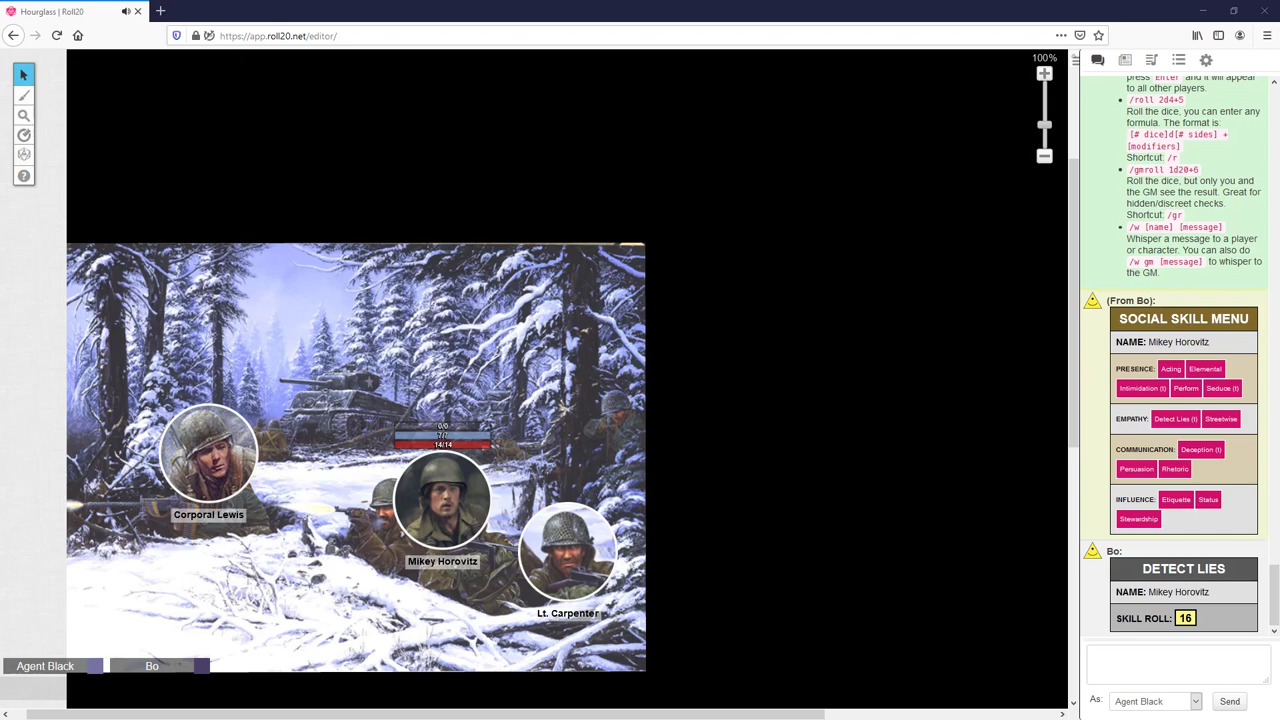 Hourglass | Roll20
https://app.roll20.net/editor/
100%
press Enter and it will appear
to all other players.
/roll 2d4+5
Roll the dice, you can enter any
formula. The format is:
[# dice]d[# sides] +
[modifiers]
Shortcut: /r
/gmroll 1d20+6
Roll the dice, but only you and
the GM see the result. Great for
hidden/discreet checks.
Shortcut: /gr
/w [name] [message]
Whisper a message to a player
or character. You can also do
/w gm [message] to whisper to
the GM.
(From Bo):
SOCIAL SKILL MENU
NAME: Mikey Horovitz
PRESENCE: Acting Elemental
Intimidation (t) Perform Seduce (t)
EMPATHY: Detect Lies (t) Streetwise
COMMUNICATION: Deception (t)
Persuasion Rhetoric
INFLUENCE: Etiquette Status
Stewardship
Bo:
DETECT LIES
NAME: Mikey Horovitz
SKILL ROLL: 16
0/0
7/7
14/14
Corporal Lewis
Mikey Horovitz
Lt. Carpenter
Agent Black
Bo
As: Agent Black Send